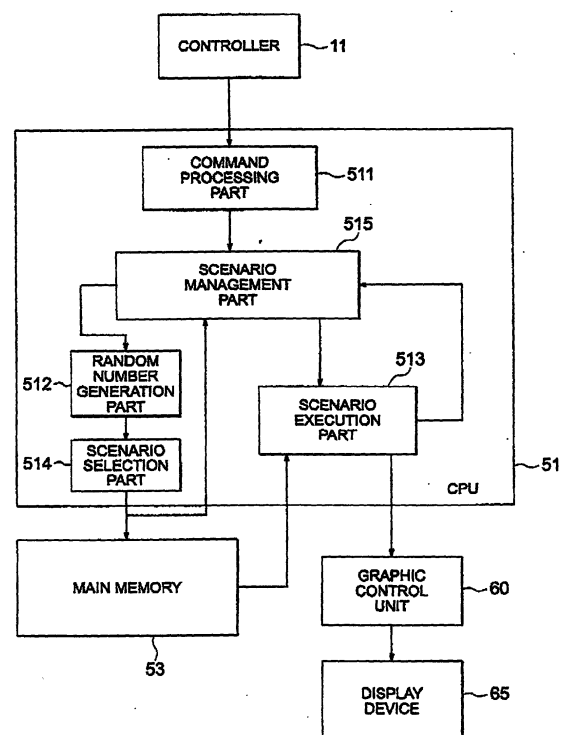 CONTROLLER
11
COMMAND
PROCESSING
PART
511
515
SCENARIO
MANAGEMENT
PART
RANDOM
NUMBER
GENERATION
PART
512
513
SCENARIO
EXECUTION
PART
SCENARIO
SELECTION
PART
514
51
CPU
MAIN MEMORY
53
GRAPHIC
CONTROL
UNIT
60
DISPLAY
DEVICE
65